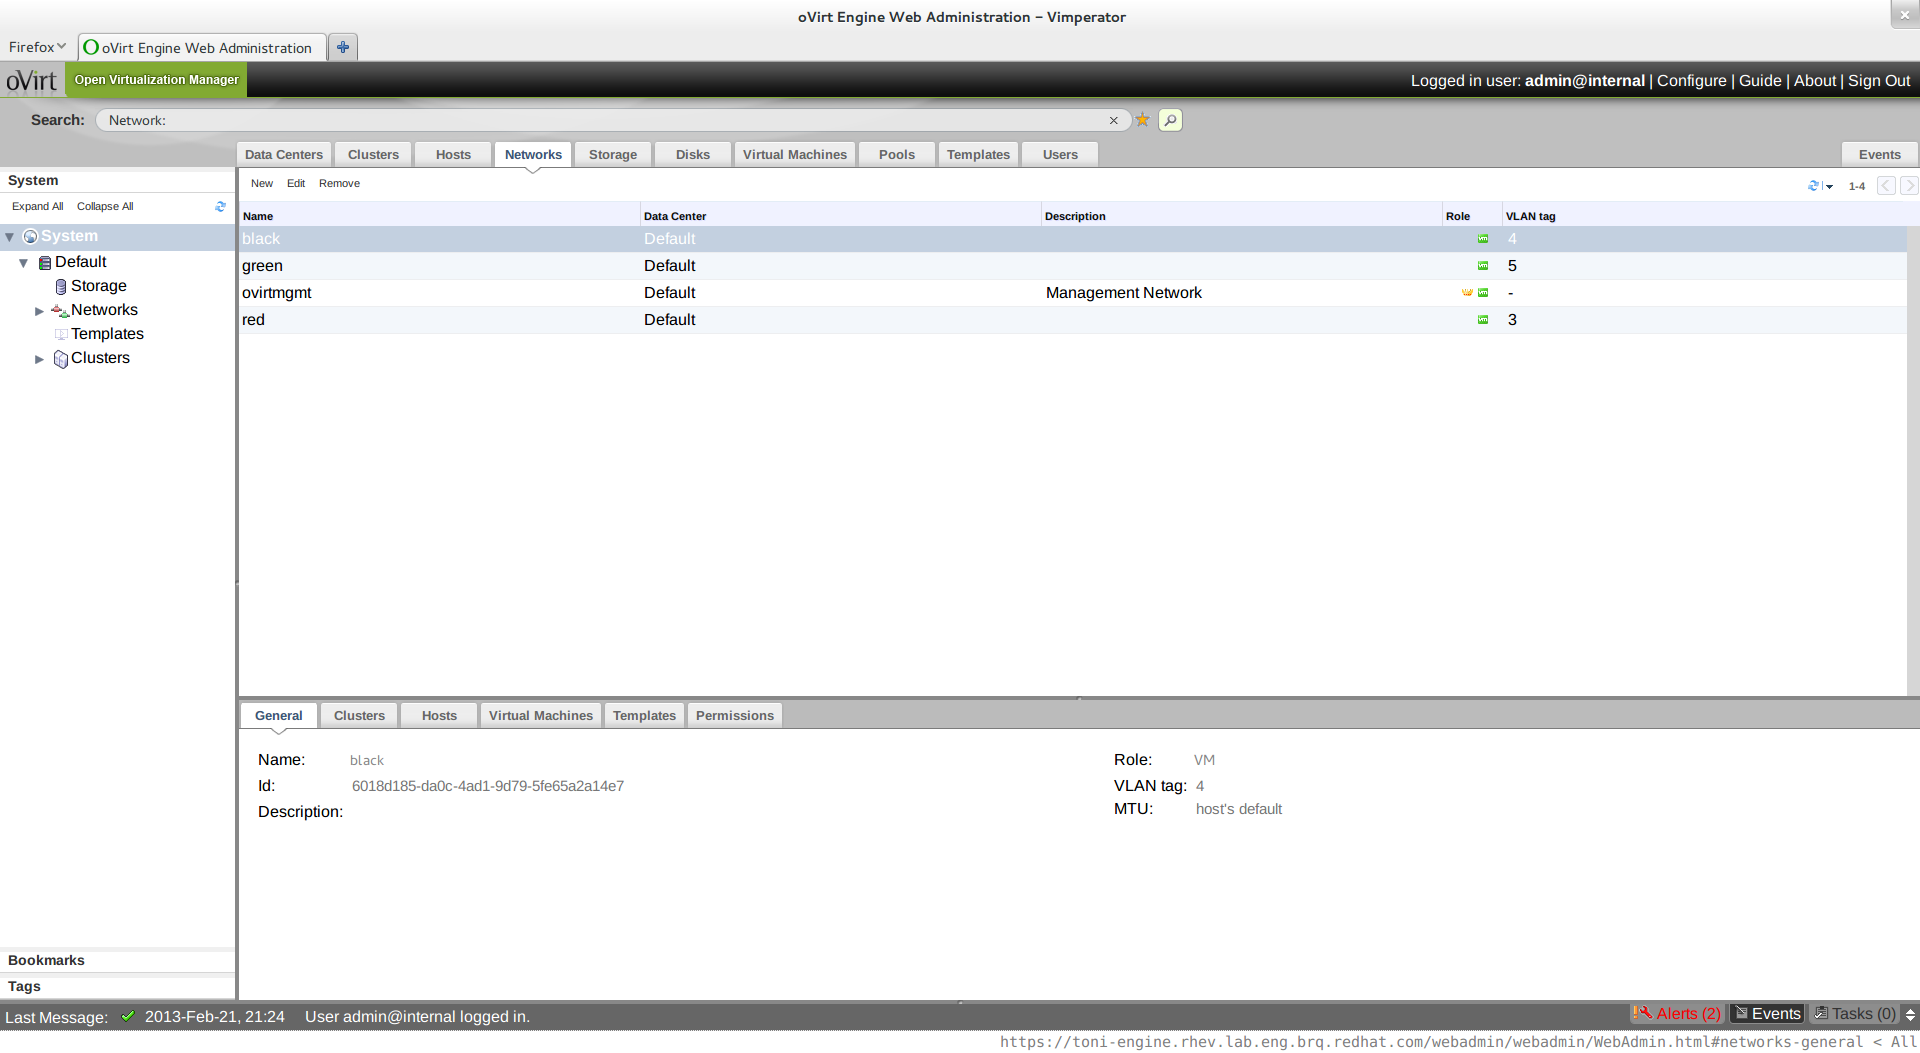 oVirt Engine Web Administration - Vimperator
Firefox
oVirt Engine Web Administration
oVirt Open Virtualization Manager
Logged in user: admin@internal | Configure | Guide | About | Sign Out
Search: Network:
Data Centers Clusters Hosts Networks Storage Disks Virtual Machines Pools Templates Users Events
System
New Edit Remove
1-4
Expand All Collapse All
Name Data Center Description Role VLAN tag
System
black Default vm 4
Default
green Default vm 5
Storage
ovirtmgmt Default Management Network vm -
Networks
red Default vm 3
Templates
Clusters
General Clusters Hosts Virtual Machines Templates Permissions
Name: black
Role: VM
Id: 6018d185-da0c-4ad1-9d79-5fe65a2a14e7
VLAN tag: 4
Description:
MTU: host's default
Bookmarks
Tags
Last Message: 2013-Feb-21, 21:24 User admin@internal logged in.
Alerts (2) Events Tasks (0)
https://toni-engine.rhev.lab.eng.brq.redhat.com/webadmin/webadmin/WebAdmin.html#networks-general < All